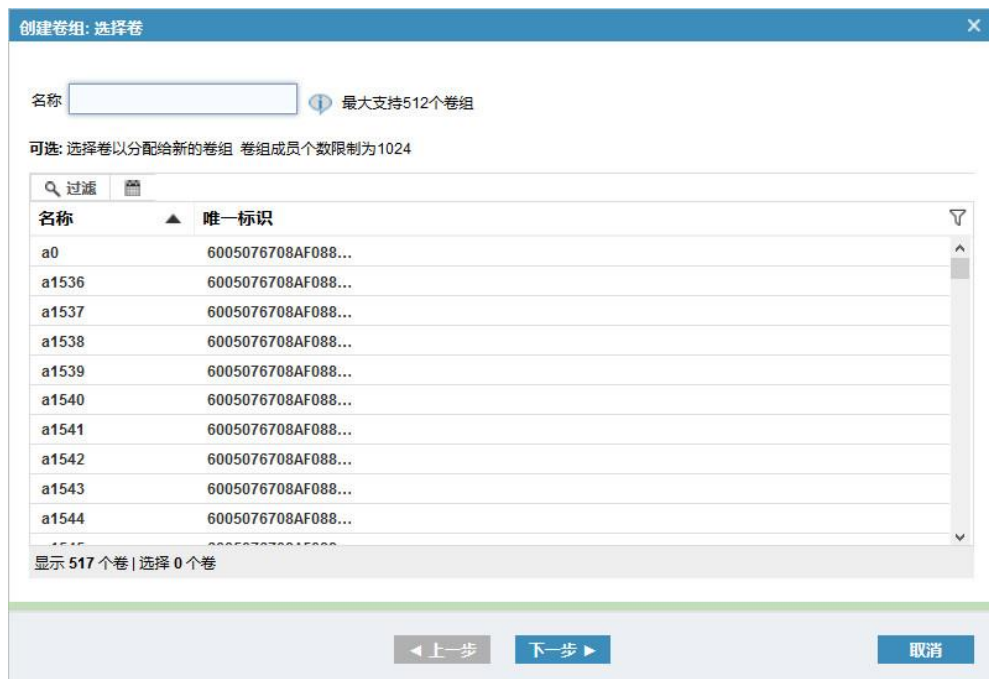 创建卷组: 选择卷
名称 最大支持512个卷组
可选: 选择卷以分配给新的卷组 卷组成员个数限制为1024
过滤
名称 唯一标识
a0 6005076708AF088...
a1536 6005076708AF088...
a1537 6005076708AF088...
a1538 6005076708AF088...
a1539 6005076708AF088...
a1540 6005076708AF088...
a1541 6005076708AF088...
a1542 6005076708AF088...
a1543 6005076708AF088...
a1544 6005076708AF088...
显示 517 个卷 | 选择 0 个卷
上一步 下一步 取消